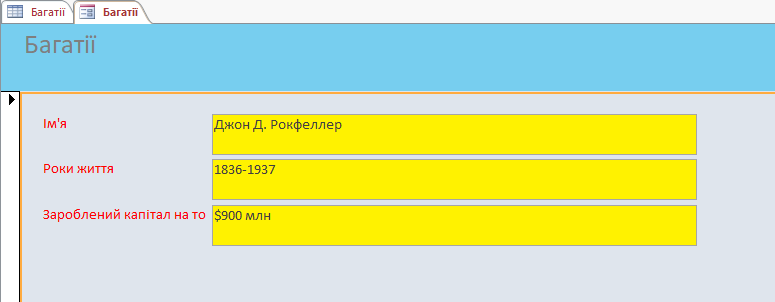 Багатії Багатії
Багатії
Ім'я Джон Д. Рокфеллер
Роки життя 1836-1937
Зароблений капітал на то $900 млн